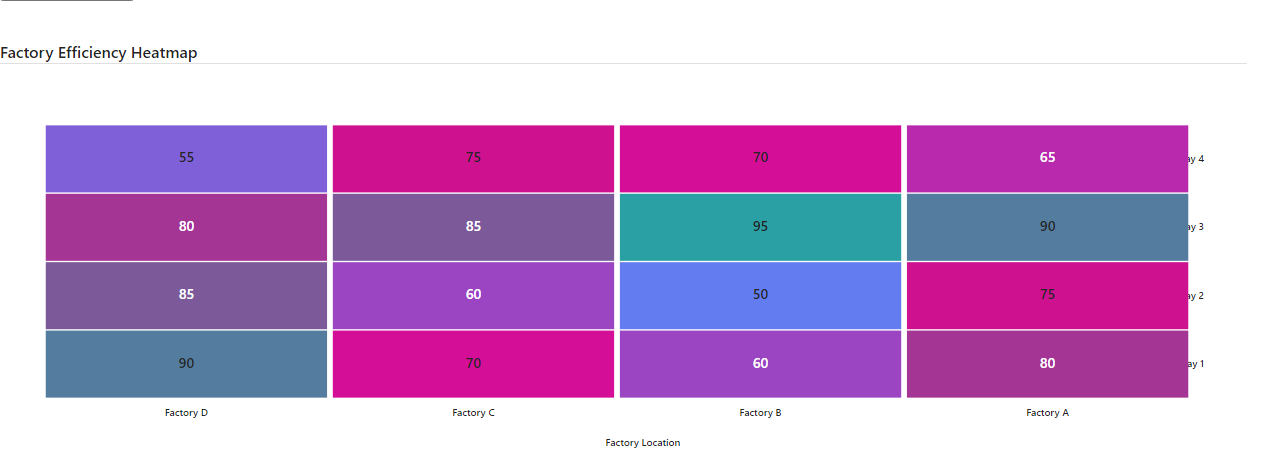 Factory Efficiency Heatmap
55 75 70 65 ay 4
80 85 95 90 ay 3
85 60 50 75 ay 2
90 70 60 80 ay 1
Factory D Factory C Factory B Factory A
Factory Location